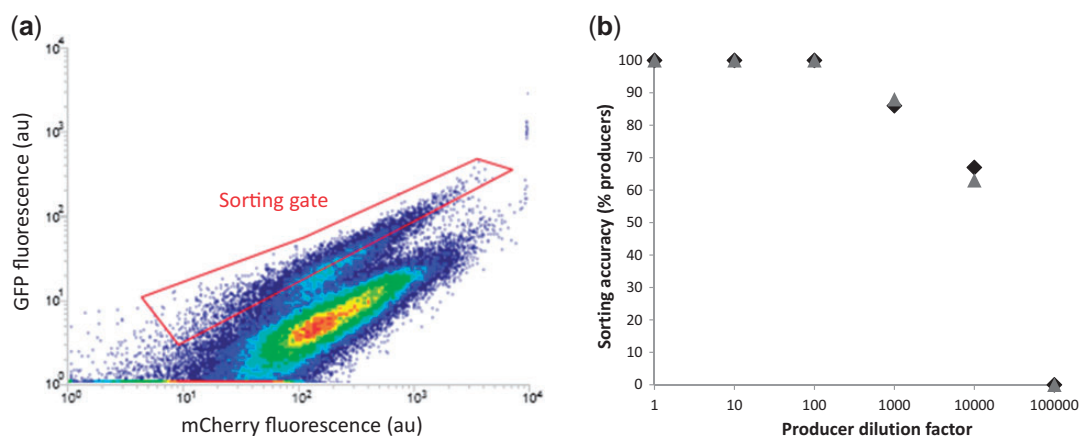 (a)
GFP fluorescence (au)
10⁴
10³
10²
10¹
10⁰
Sorting gate
10⁰ 10¹ 10² 10³ 10⁴
mCherry fluorescence (au)
(b)
Sorting accuracy (% producers)
100
90
80
70
60
50
40
30
20
10
0
1 10 100 1000 10000 100000
Producer dilution factor